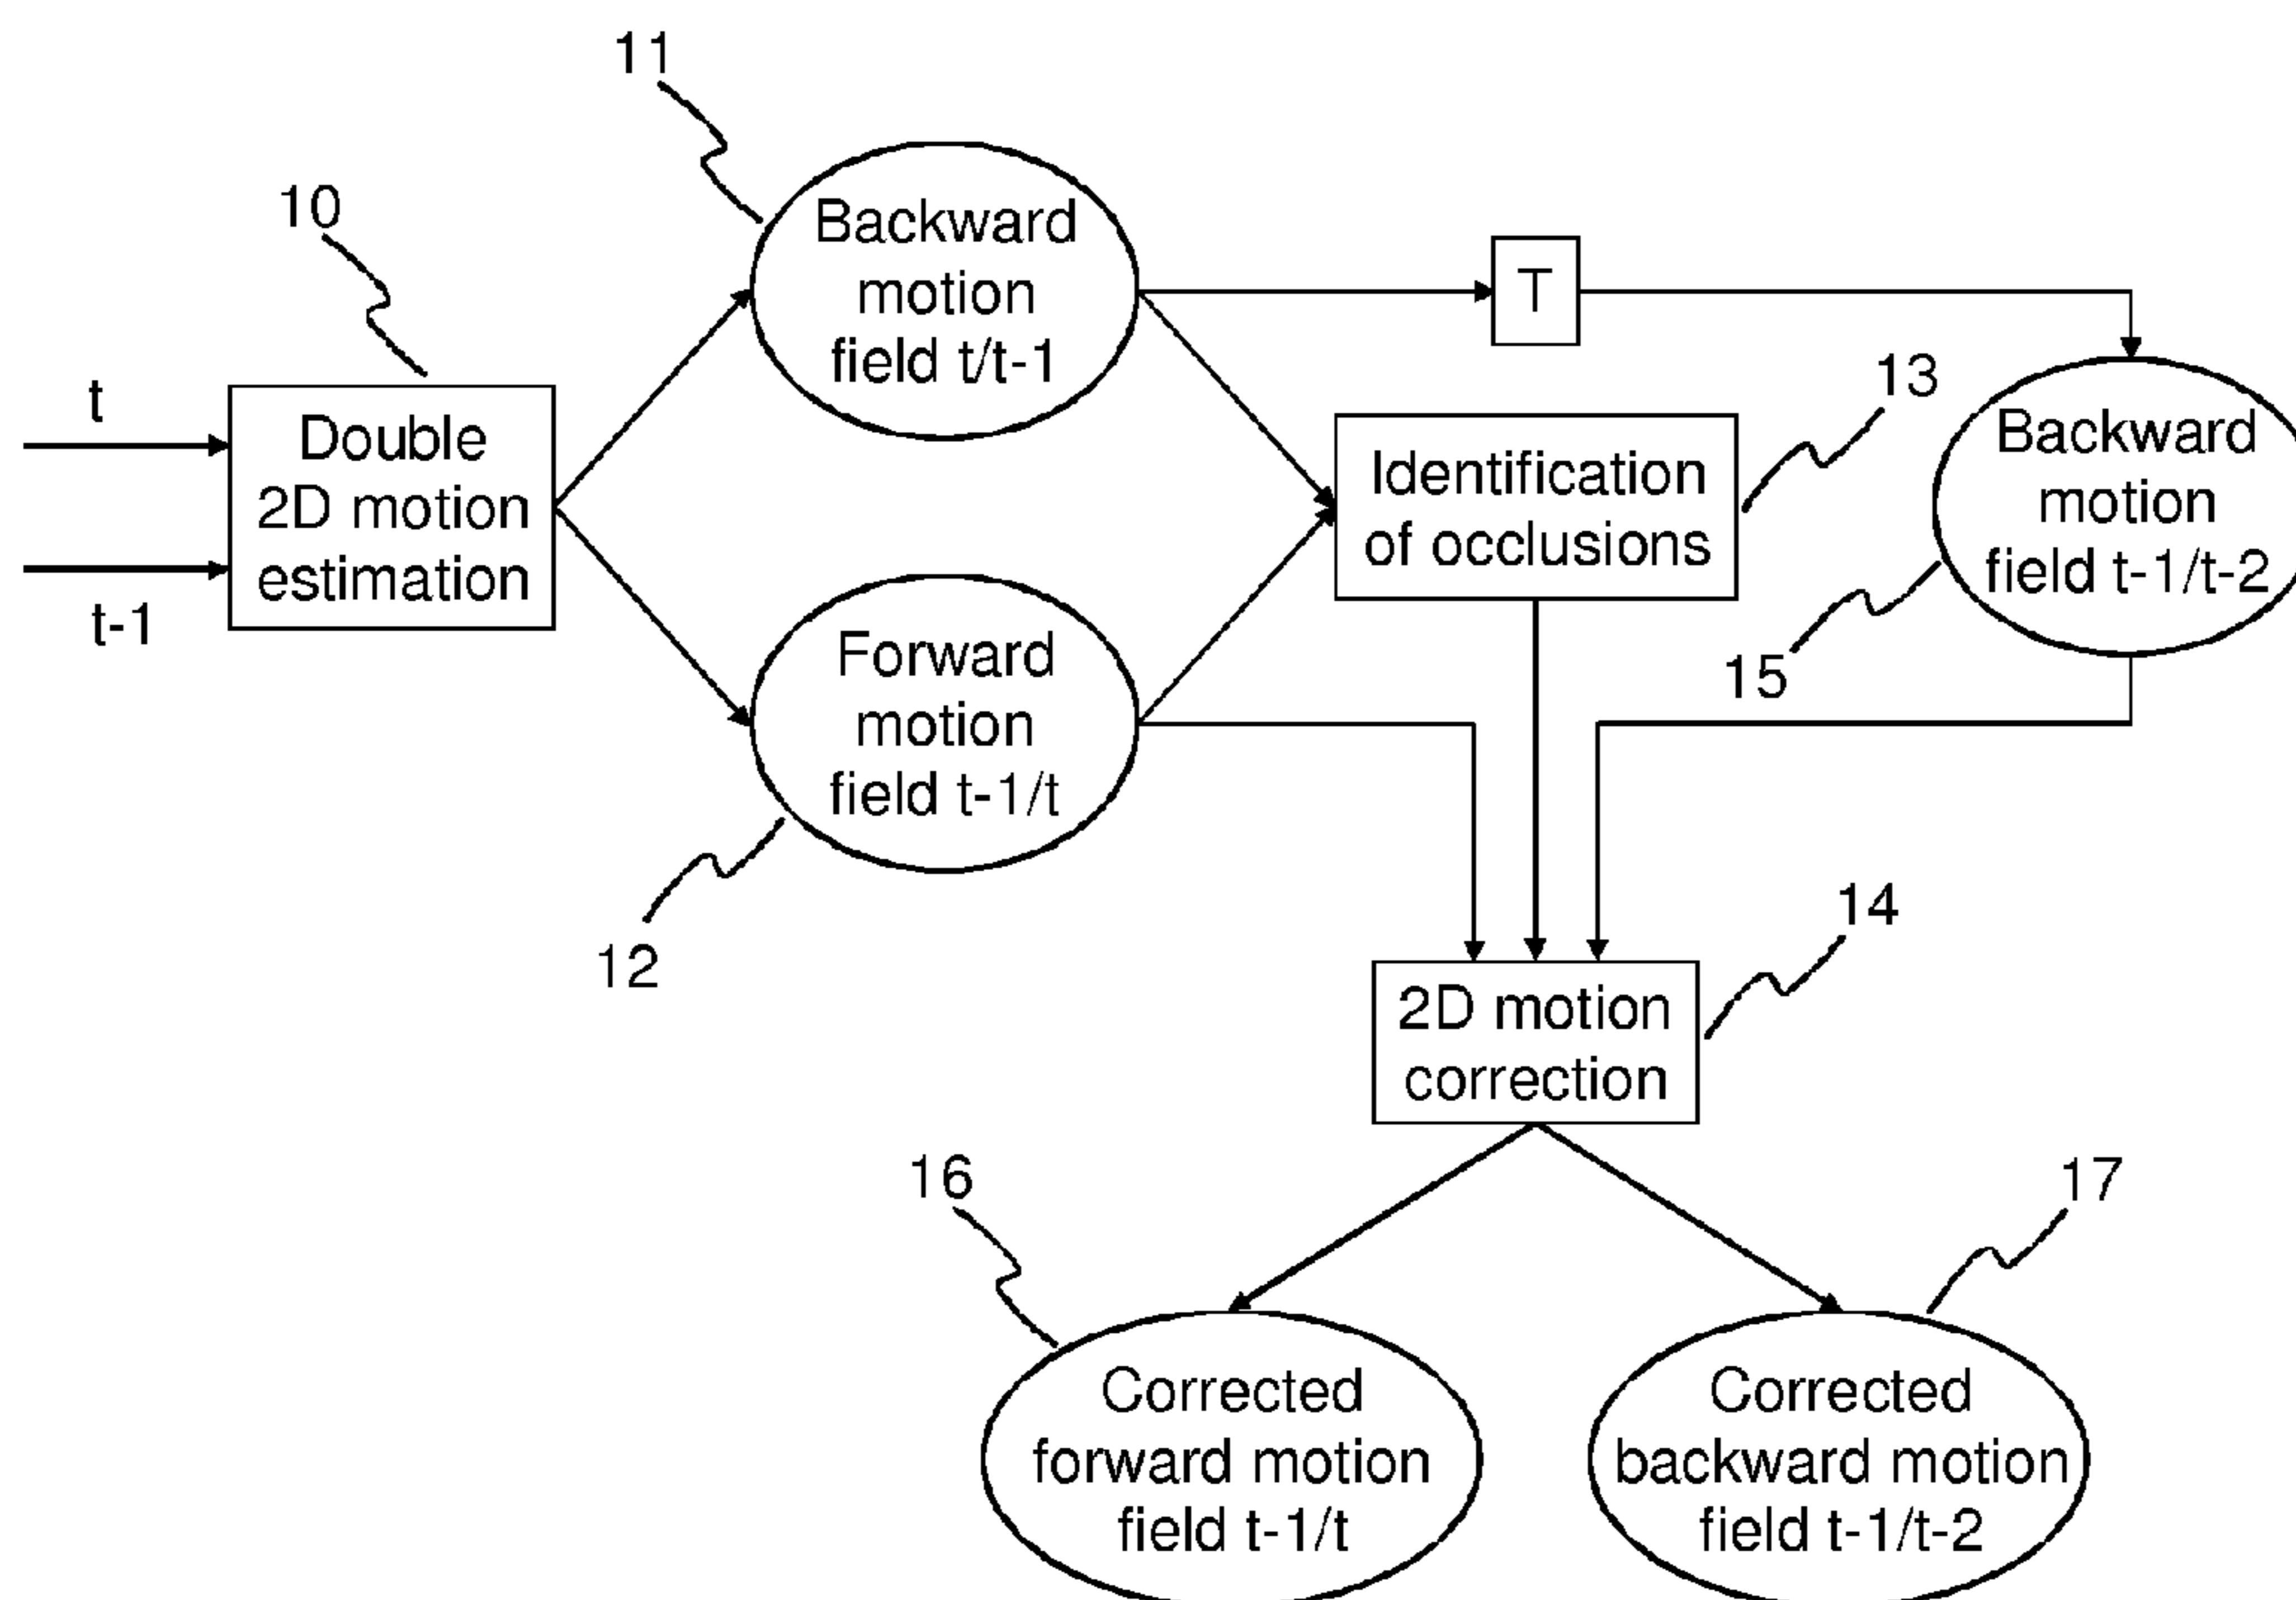 11
10
Backward
motion
field t/t-1
T
13
t
Double
2D motion
estimation
t-1
Identification
of occlusions
Backward
motion
field t-1/t-2
15
Forward
motion
field t-1/t
12
14
2D motion
correction
16
17
Corrected
forward motion
field t-1/t
Corrected
backward motion
field t-1/t-2